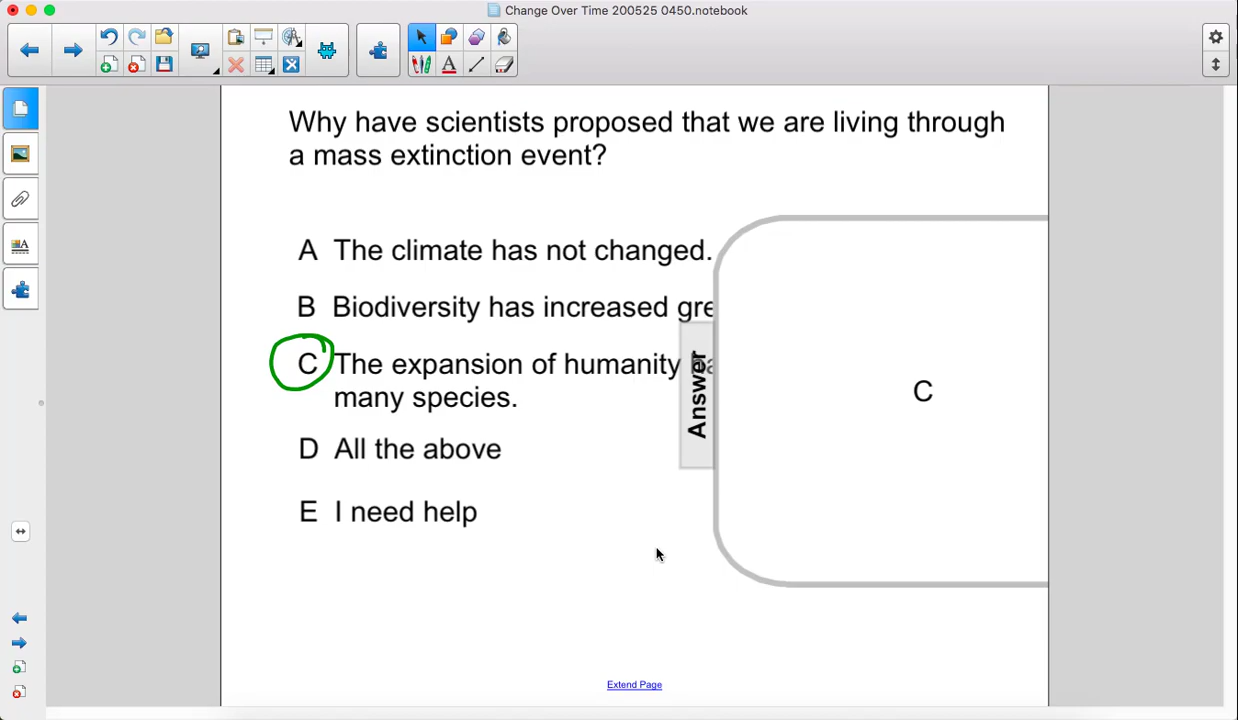 Change Over Time 200525 0450.notebook
Why have scientists proposed that we are living through
a mass extinction event?
A The climate has not changed.
B Biodiversity has increased
C The expansion of humanity
many species.
D All the above
E I need help
Answer
C
Extend Page